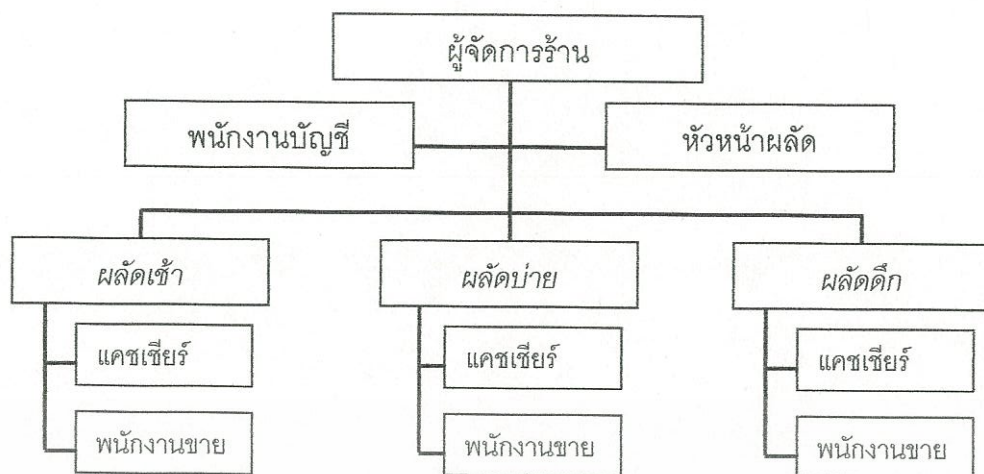 ผู้จัดการร้าน
พนักงานบัญชี
หัวหน้าผลัด
ผลัดเช้า
ผลัดบ่าย
ผลัดดึก
แคชเชียร์
แคชเชียร์
แคชเชียร์
พนักงานขาย
พนักงานขาย
พนักงานขาย